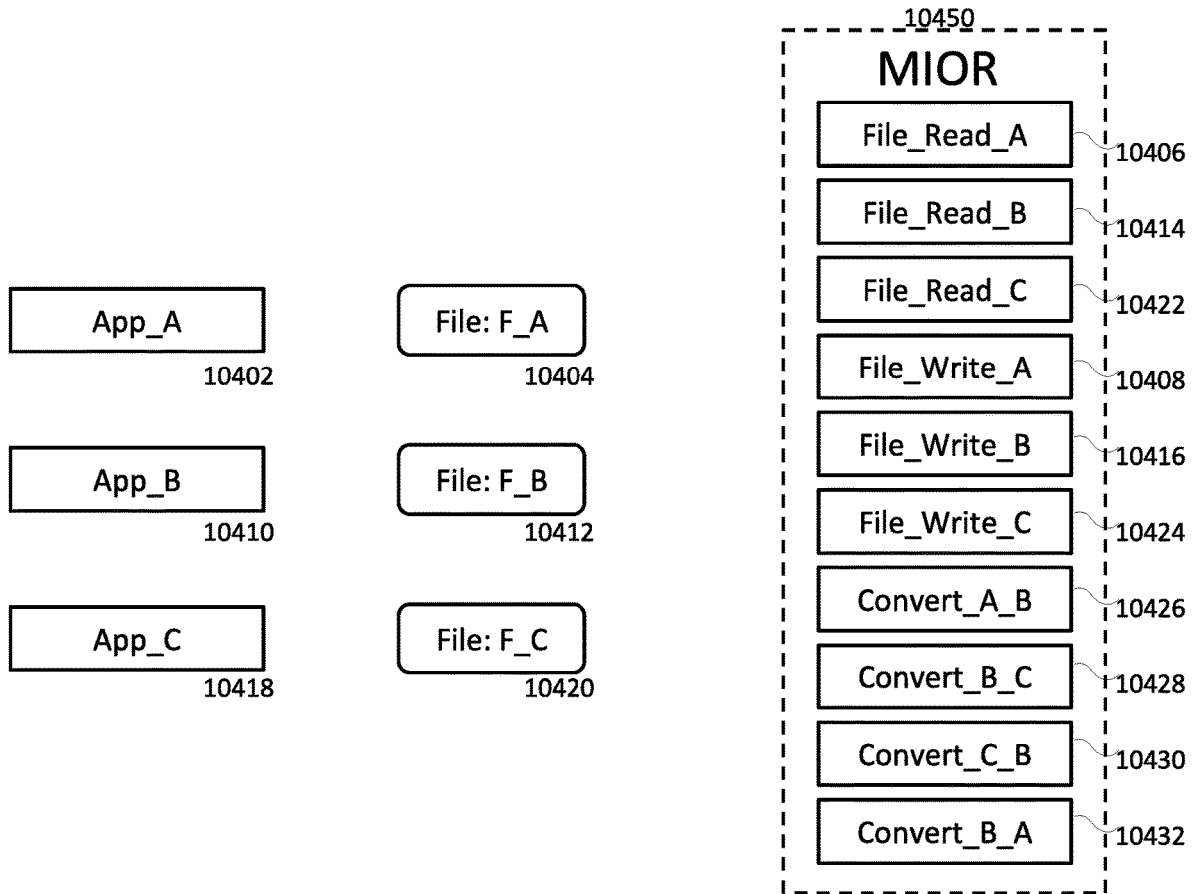 10450
MIOR
File_Read_A
10406
File_Read_B
10414
File_Read_C
10422
App_A
10402
File: F_A
10404
File_Write_A
10408
App_B
10410
File: F_B
10412
File_Write_B
10416
File_Write_C
10424
App_C
10418
File: F_C
10420
Convert_A_B
10426
Convert_B_C
10428
Convert_C_B
10430
Convert_B_A
10432